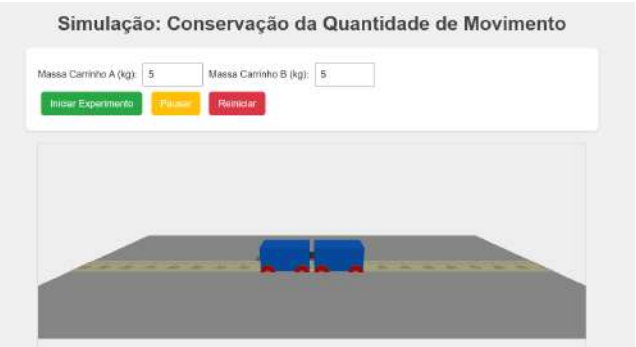 Simulação: Conservação da Quantidade de Movimento
Massa Carrinho A (kg): 5 Massa Carrinho B (kg): 5
Iniciar Experimento Pausar Reiniciar